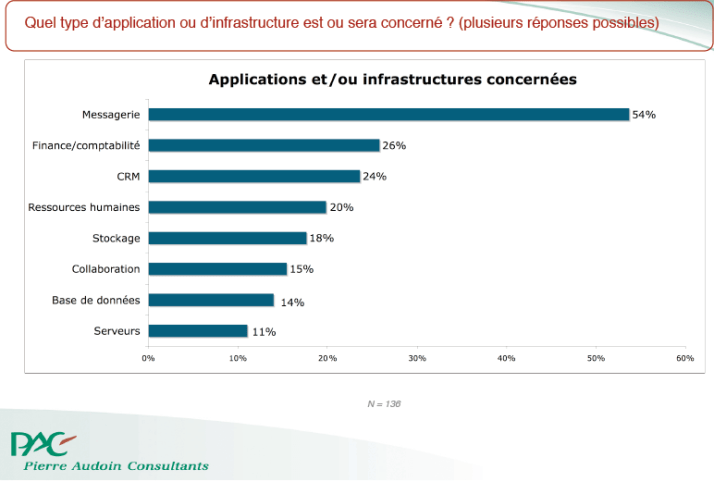 Quel type d'application ou d'infrastructure est ou sera concerné ? (plusieurs réponses possibles)
Applications et/ou infrastructures concernées
Messagerie 54%
Finance/comptabilité 26%
CRM 24%
Ressources humaines 20%
Stockage 18%
Collaboration 15%
Base de données 14%
Serveurs 11%
0% 10% 20% 30% 40% 50% 60%
N = 136
PAC
Pierre Audoin Consultants